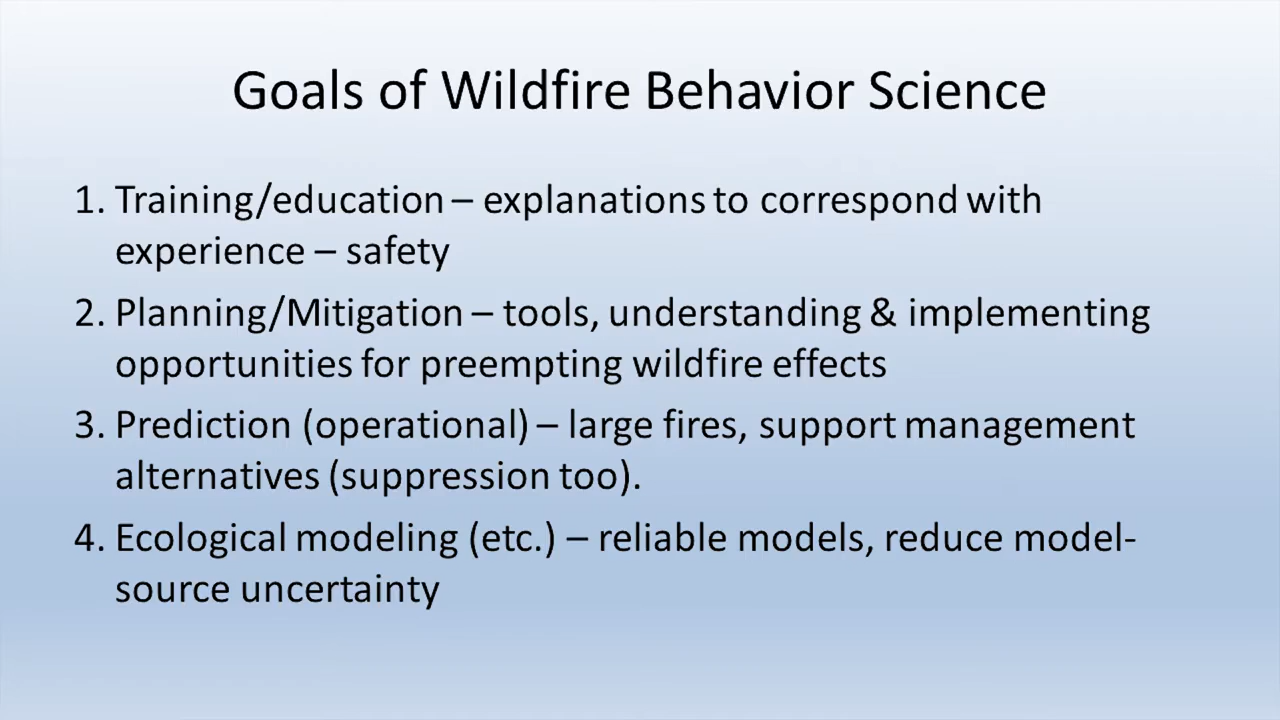 Goals of Wildfire Behavior Science
1. Training/education – explanations to correspond with
experience – safety
2. Planning/Mitigation – tools, understanding & implementing
opportunities for preempting wildfire effects
3. Prediction (operational) – large fires, support management
alternatives (suppression too).
4. Ecological modeling (etc.) – reliable models, reduce model-
source uncertainty